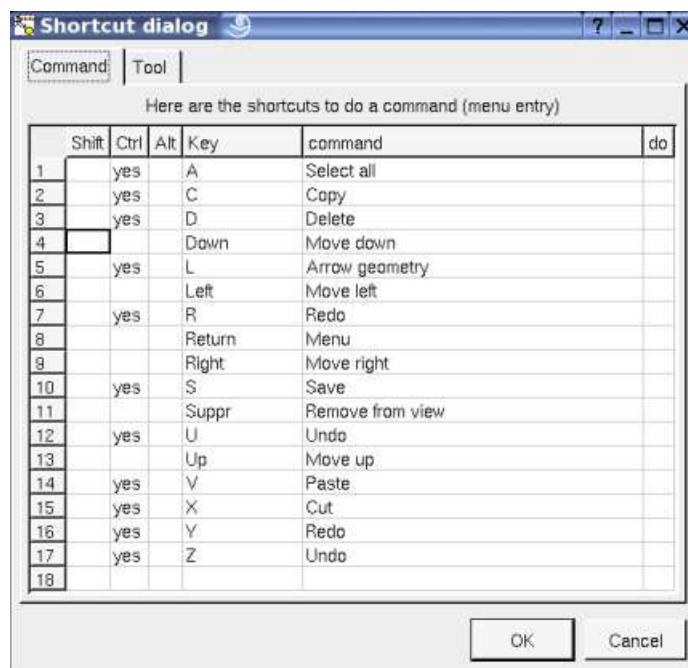 Shortcut dialog
Command Tool
Here are the shortcuts to do a command (menu entry)
Shift Ctrl Alt Key command do
1 yes A Select all
2 yes C Copy
3 yes D Delete
4 Down Move down
5 yes L Arrow geometry
6 Left Move left
7 yes R Redo
8 Return Menu
9 Right Move right
10 yes S Save
11 Suppr Remove from view
12 yes U Undo
13 Up Move up
14 yes V Paste
15 yes X Cut
16 yes Y Redo
17 yes Z Undo
18
OK Cancel